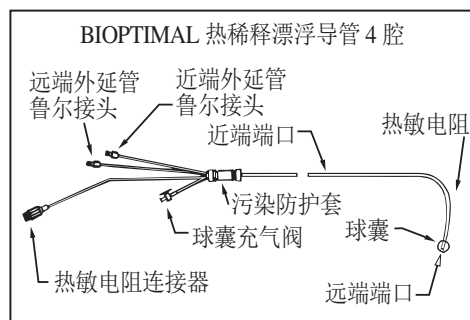 BIOPTIMAL 热稀释漂浮导管 4 腔
远端外延管
鲁尔接头
近端外延管
鲁尔接头
近端端口
热敏电阻
污染防护套
球囊充气阀
球囊
热敏电阻连接器
远端端口